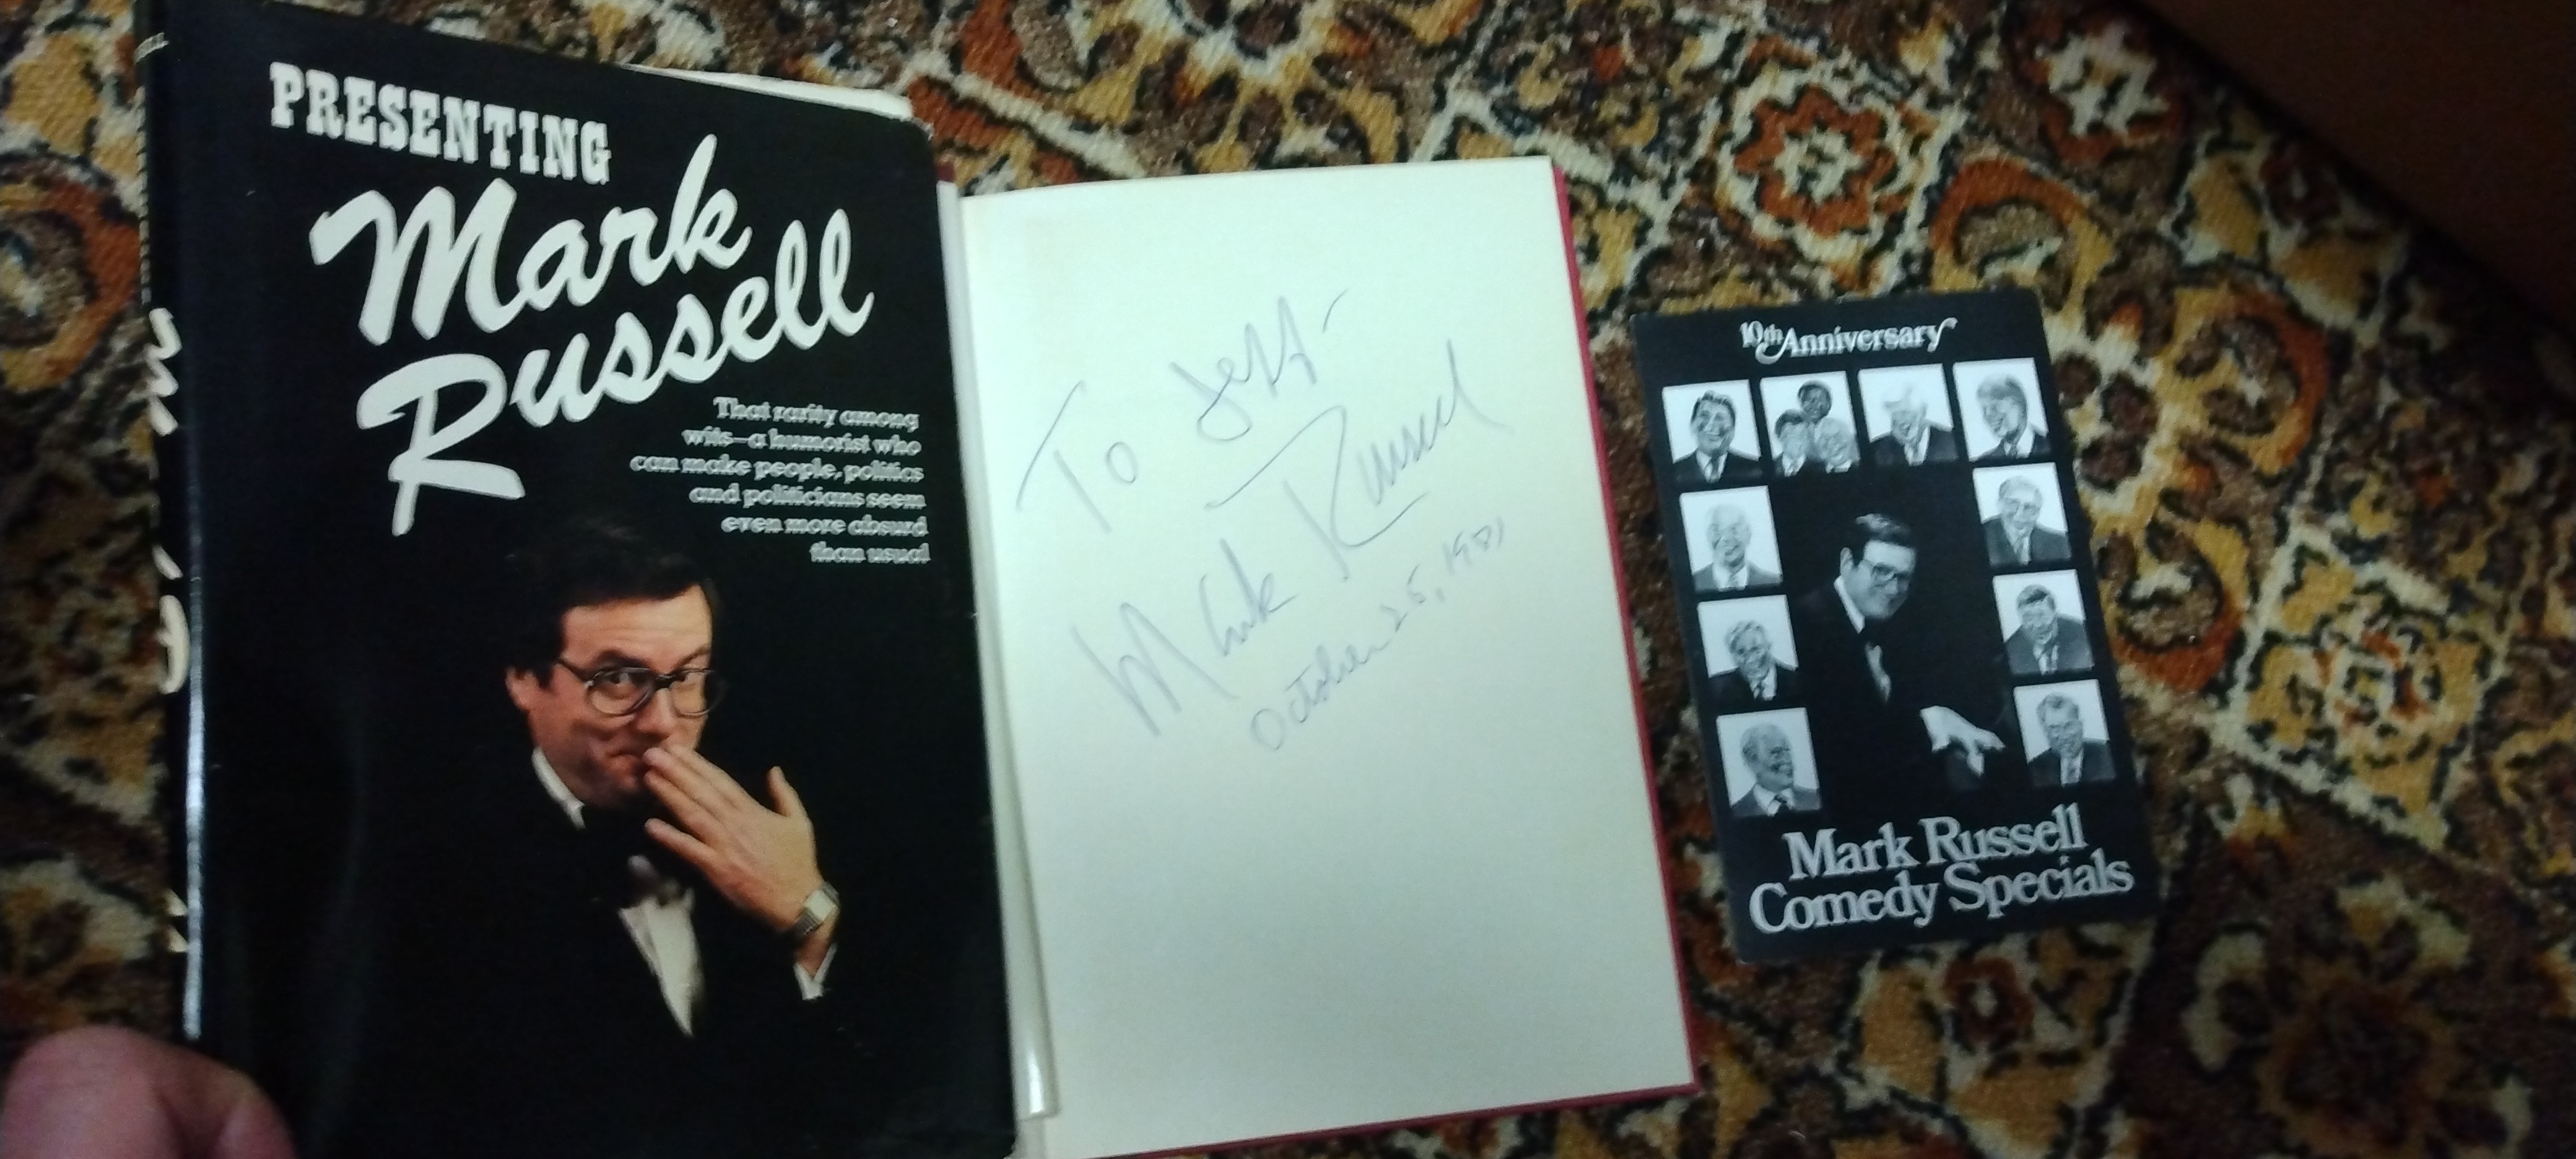 PRESENTING
Mark
Russell
That rarity among
wits—a humorist who
can make people, politics
and politicians seem
even more absurd
than usual
To Jeff-
Mark Russell
October 25, 1981
10th Anniversary
Mark Russell
Comedy Specials